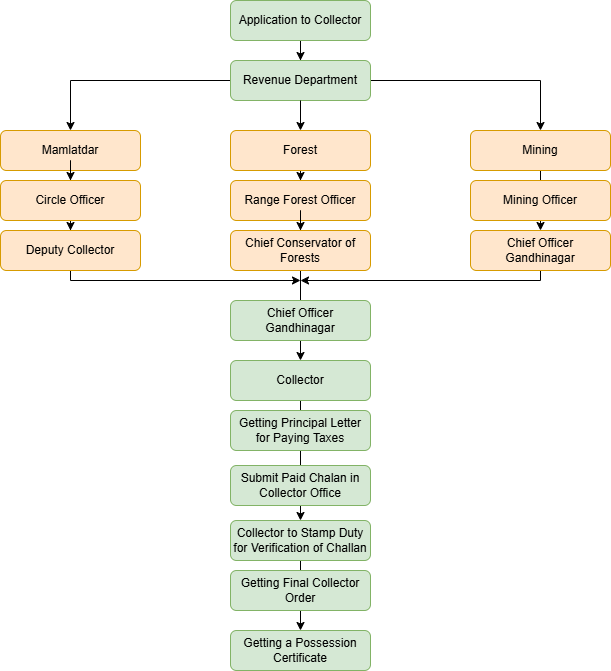 Application to Collector
Revenue Department
Mamlatdar
Forest
Mining
Circle Officer
Range Forest Officer
Mining Officer
Deputy Collector
Chief Conservator of
Forests
Chief Officer
Gandhinagar
Chief Officer
Gandhinagar
Collector
Getting Principal Letter
for Paying Taxes
Submit Paid Chalan in
Collector Office
Collector to Stamp Duty
for Verification of Challan
Getting Final Collector
Order
Getting a Possession
Certificate